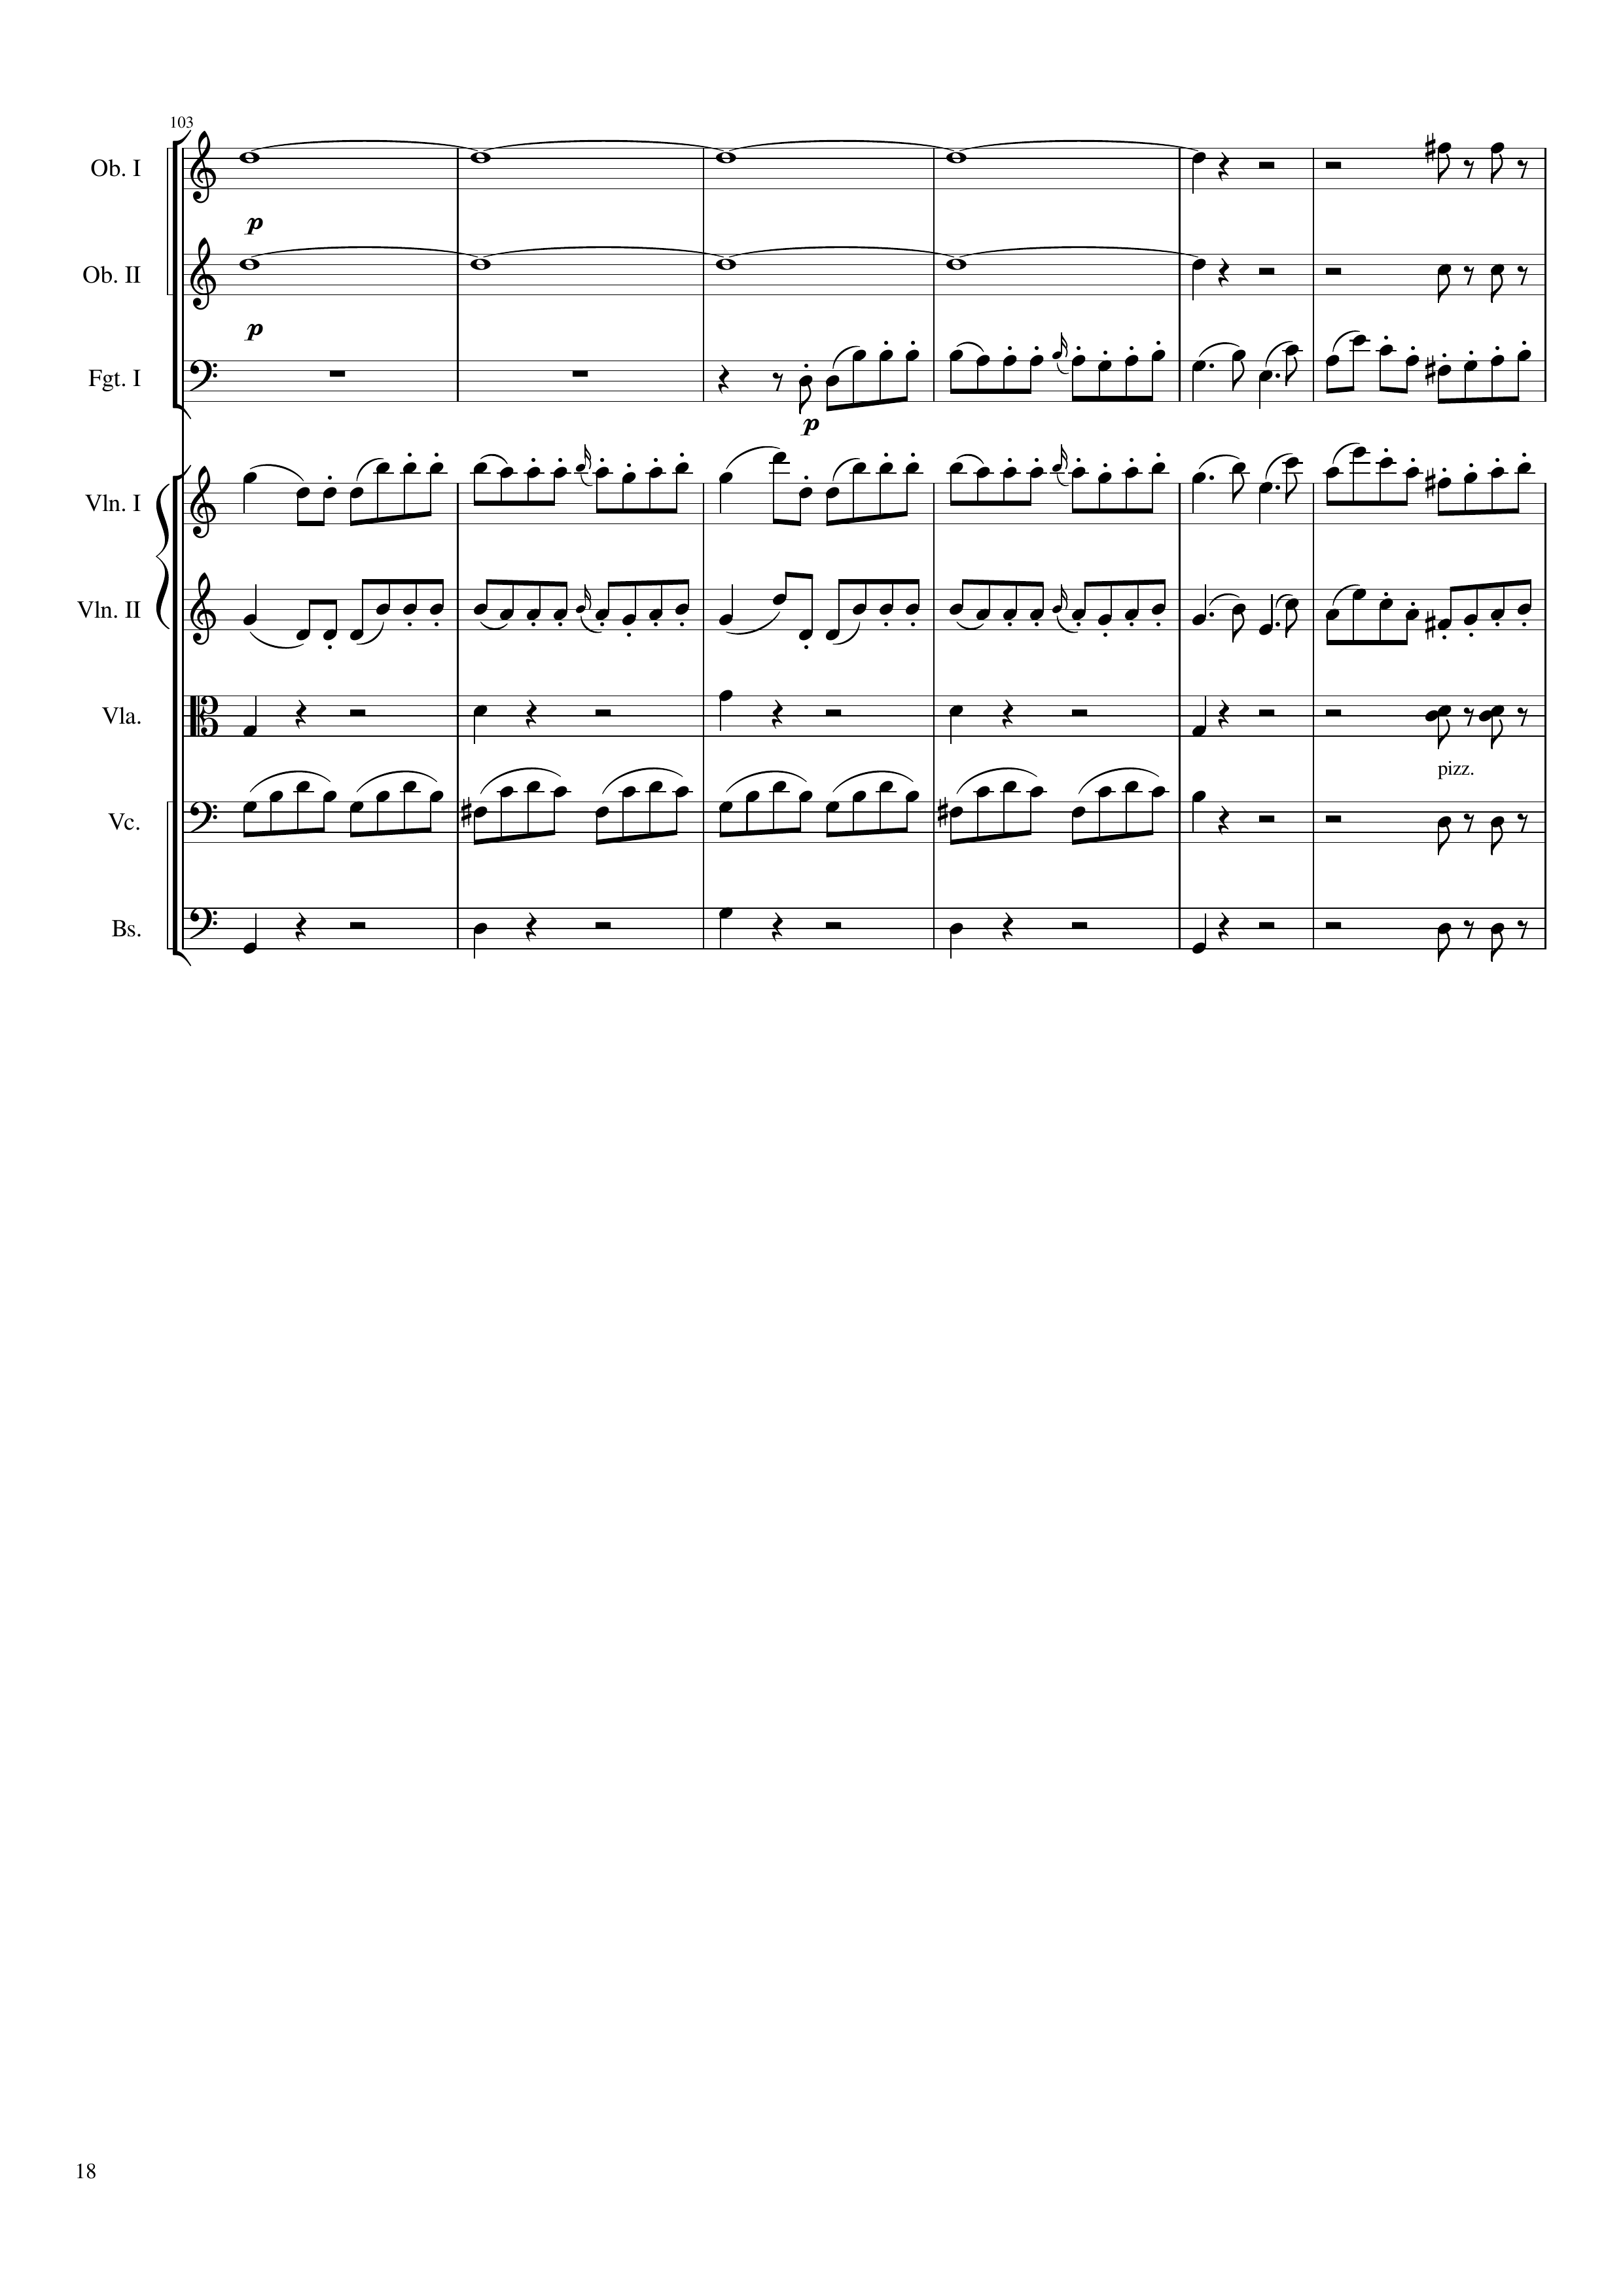 103
Ob. I
p
Ob. II
p
Fgt. I
p
Vln. I
Vln. II
Vla.
pizz.
Vc.
Bs.
18